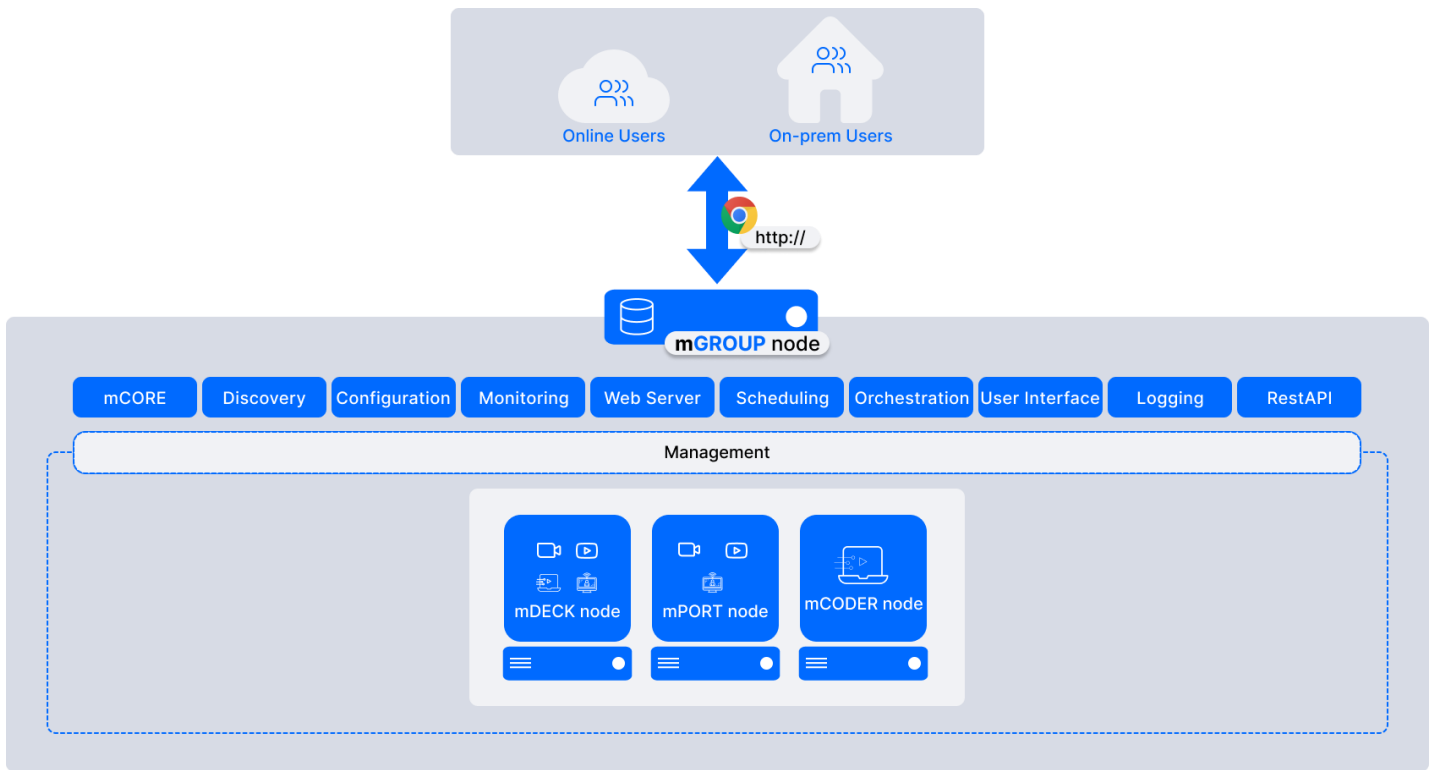 Online Users
On-prem Users
http://
mGROUP node
mCORE
Discovery
Configuration
Monitoring
Web Server
Scheduling
Orchestration
User Interface
Logging
RestAPI
Management
mDECK node
mPORT node
mCODER node